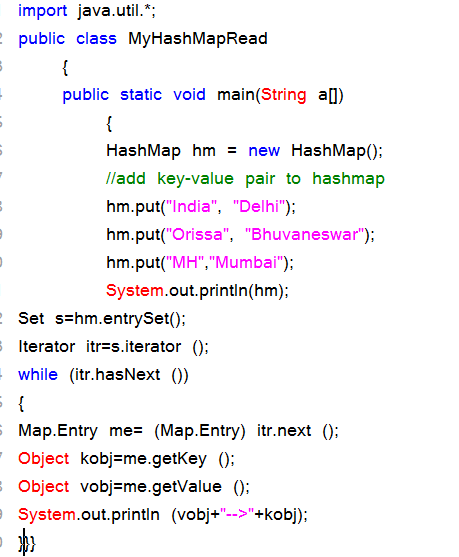 import java.util.*;
public class MyHashMapRead
{
public static void main(String a[])
{
HashMap hm = new HashMap();
//add key-value pair to hashmap
hm.put("India", "Delhi");
hm.put("Orissa", "Bhuvaneswar");
hm.put("MH","Mumbai");
System.out.println(hm);
Set s=hm.entrySet();
Iterator itr=s.iterator ();
while (itr.hasNext ())
{
Map.Entry me= (Map.Entry) itr.next ();
Object kobj=me.getKey ();
Object vobj=me.getValue ();
System.out.println (vobj+"-->"+kobj);
}}}